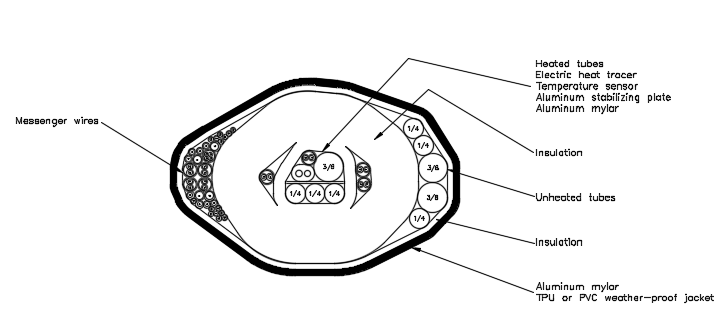 Heated tubes
Electric heat tracer
Temperature sensor
Aluminum stabilizing plate
Aluminum mylar
Messenger wires
1/4
1/4
Insulation
3/8
3/8
1/4 1/4 1/4
3/8
Unheated tubes
1/4
Insulation
Aluminum mylar
TPU or PVC weather-proof jacket